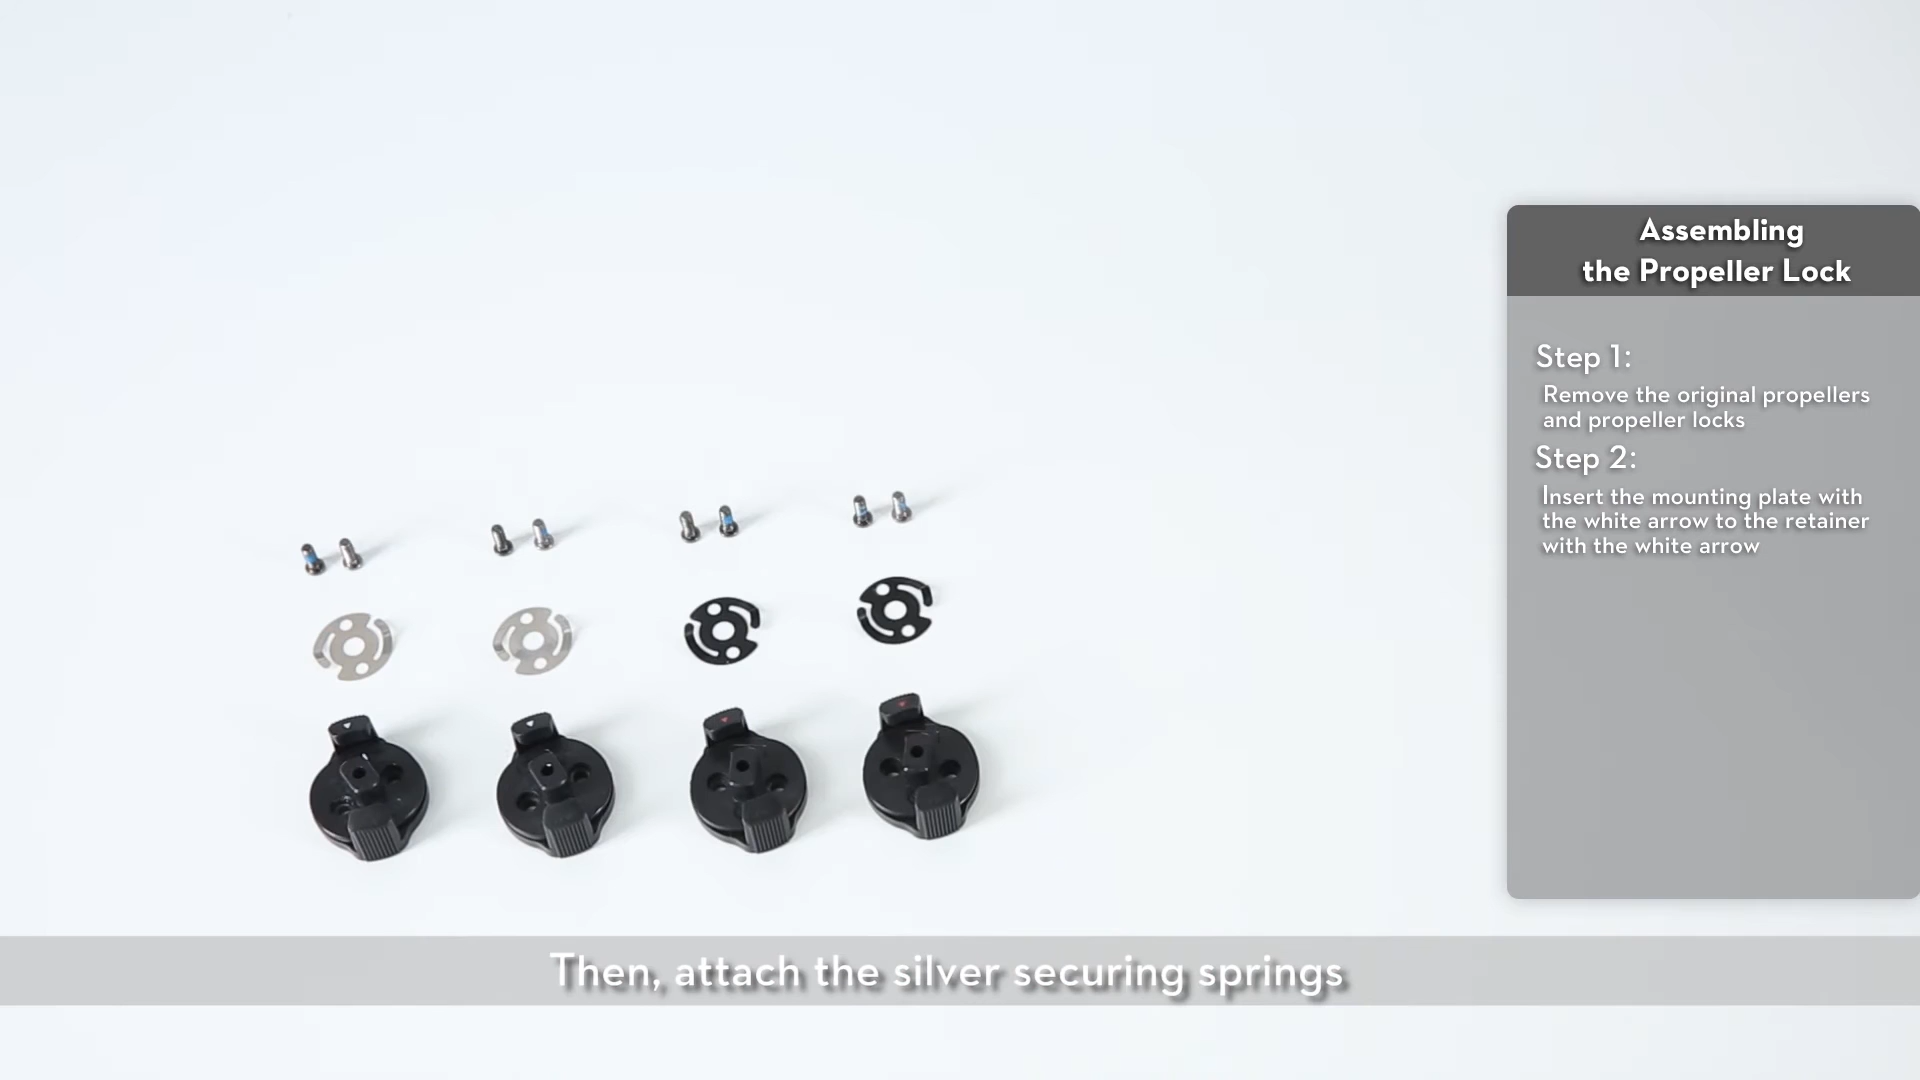 Assembling
the Propeller Lock
Step 1:
Remove the original propellers
and propeller locks
Step 2:
Insert the mounting plate with
the white arrow to the retainer
with the white arrow
Then, attach the silver securing springs